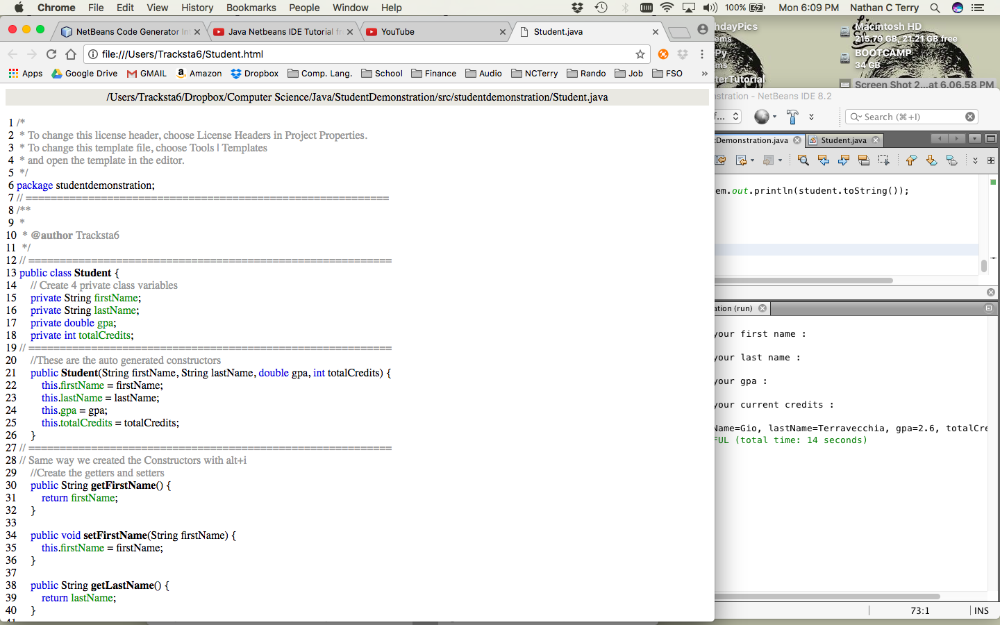 Chrome File Edit View History Bookmarks People Window Help 100% Mon 6:09 PM Nathan C Terry
NetBeans Code Generator In
Java Netbeans IDE Tutorial fr
YouTube
Student.java
file:///Users/Tracksta6/Student.html
Apps Google Drive GMAIL Amazon Dropbox Comp. Lang. School Finance Audio NCTerry Rando Job FSO »
/Users/Tracksta6/Dropbox/Computer Science/Java/StudentDemonstration/src/studentdemonstration/Student.java
1 /*
2 * To change this license header, choose License Headers in Project Properties.
3 * To change this template file, choose Tools | Templates
4 * and open the template in the editor.
5 */
6 package studentdemonstration;
7 // ==========================================================
8 /**
9 *
10 * @author Tracksta6
11 */
12 // ==========================================================
13 public class Student {
14 // Create 4 private class variables
15 private String firstName;
16 private String lastName;
17 private double gpa;
18 private int totalCredits;
19 // ==========================================================
20 //These are the auto generated constructors
21 public Student(String firstName, String lastName, double gpa, int totalCredits) {
22 this.firstName = firstName;
23 this.lastName = lastName;
24 this.gpa = gpa;
25 this.totalCredits = totalCredits;
26 }
27 // ==========================================================
28 // Same way we created the Constructors with alt+i
29 //Create the getters and setters
30 public String getFirstName() {
31 return firstName;
32 }
33
34 public void setFirstName(String firstName) {
35 this.firstName = firstName;
36 }
37
38 public String getLastName() {
39 return lastName;
40 }
hdayPics
ems
Py
ms
terTutorial
Macintosh HD
215.79 GB, 21.21 GB free
BOOTCAMP
34 GB
Screen Shot 2...at 6.06.58 PM
stration - NetBeans IDE 8.2
f...
Search (⌘+I)
tDemonstration.java
Student.java
em.out.println(student.toString());
ation (run)
your first name :
your last name :
your gpa :
your current credits :
Name=Gio, lastName=Terravecchia, gpa=2.6, totalCre
FUL (total time: 14 seconds)
73:1 INS